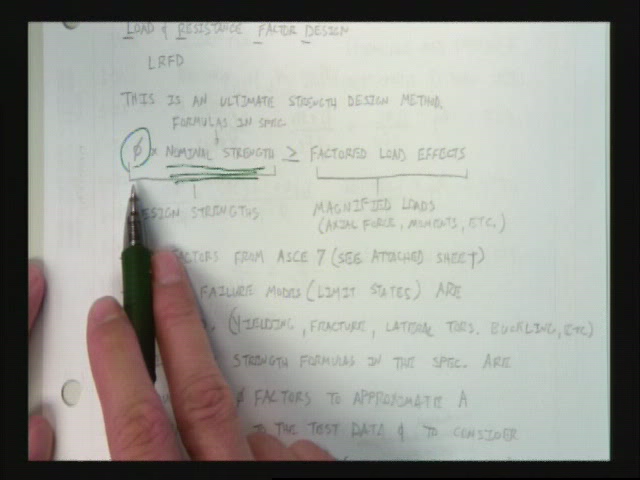 LOAD & RESISTANCE FACTOR DESIGN
LRFD
THIS IS AN ULTIMATE STRENGTH DESIGN METHOD.
FORMULAS IN SPEC.
φ × NOMINAL STRENGTH ≥ FACTORED LOAD EFFECTS
DESIGN STRENGTHS MAGNIFIED LOADS
(AXIAL FORCE, MOMENTS, ETC.)
FACTORS FROM ASCE 7 (SEE ATTACHED SHEET)
FAILURE MODES (LIMIT STATES) ARE
(YIELDING, FRACTURE, LATERAL TORS. BUCKLING, ETC)
STRENGTH FORMULAS IN THE SPEC. ARE
φ FACTORS TO APPROXIMATE A
TO THE TEST DATA & TO CONSIDER